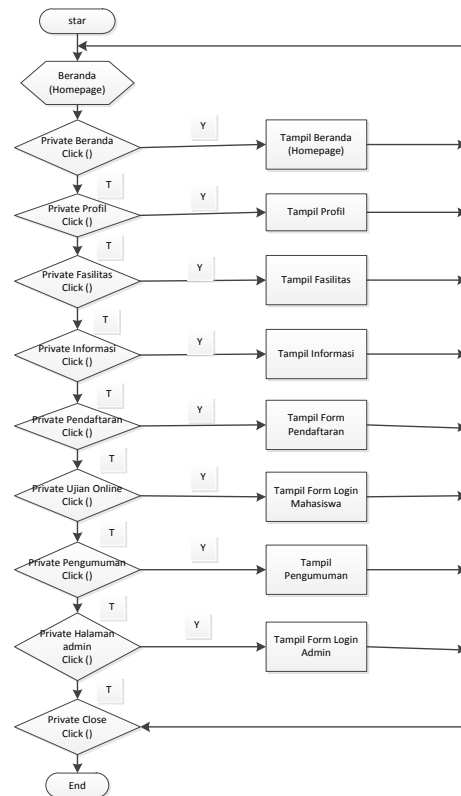 star
Beranda
(Homepage)
Private Beranda
Click ()
Y
Tampil Beranda
(Homepage)
T
Private Profil
Click ()
Y
Tampil Profil
T
Private Fasilitas
Click ()
Y
Tampil Fasilitas
T
Private Informasi
Click ()
Y
Tampil Informasi
T
Private Pendaftaran
Click ()
Y
Tampil Form
Pendaftaran
T
Private Ujian Online
Click ()
Y
Tampil Form Login
Mahasiswa
T
Private Pengumuman
Click ()
Y
Tampil
Pengumuman
T
Private Halaman
admin
Click ()
Y
Tampil Form Login
Admin
T
Private Close
Click ()
End